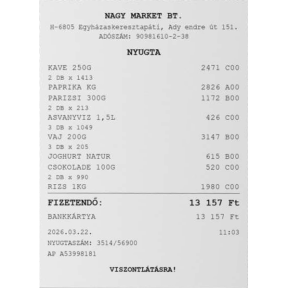 NAGY MARKET BT.
H-6805 Egyházaskeresztapáti, Ady endre út 151.
ADÓSZÁM: 90981610-2-38
NYUGTA
KAVE 250G 2471 C00
2 DB x 1413
PAPRIKA KG 2826 A00
PARIZSI 300G 1172 B00
2 DB x 213
ASVANYVIZ 1,5L 426 C00
3 DB x 1049
VAJ 200G 3147 B00
3 DB x 205
JOGHURT NATUR 615 B00
CSOKOLADE 100G 520 C00
2 DB x 990
RIZS 1KG 1980 C00
FIZETENDŐ: 13 157 Ft
BANKKÁRTYA 13 157 Ft
2026.03.22. 11:03
NYUGTASZÁM: 3514/56900
AP A53998181
VISZONTLÁTÁSRA!